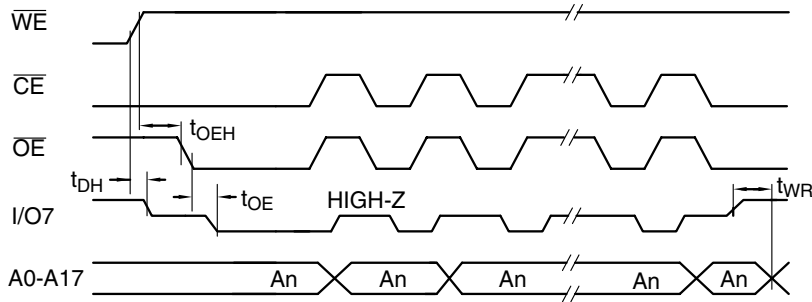 WE
CE
tOEH
OE
tDH
tOE
HIGH-Z
tWR
I/O7
A0-A17 An An An An An